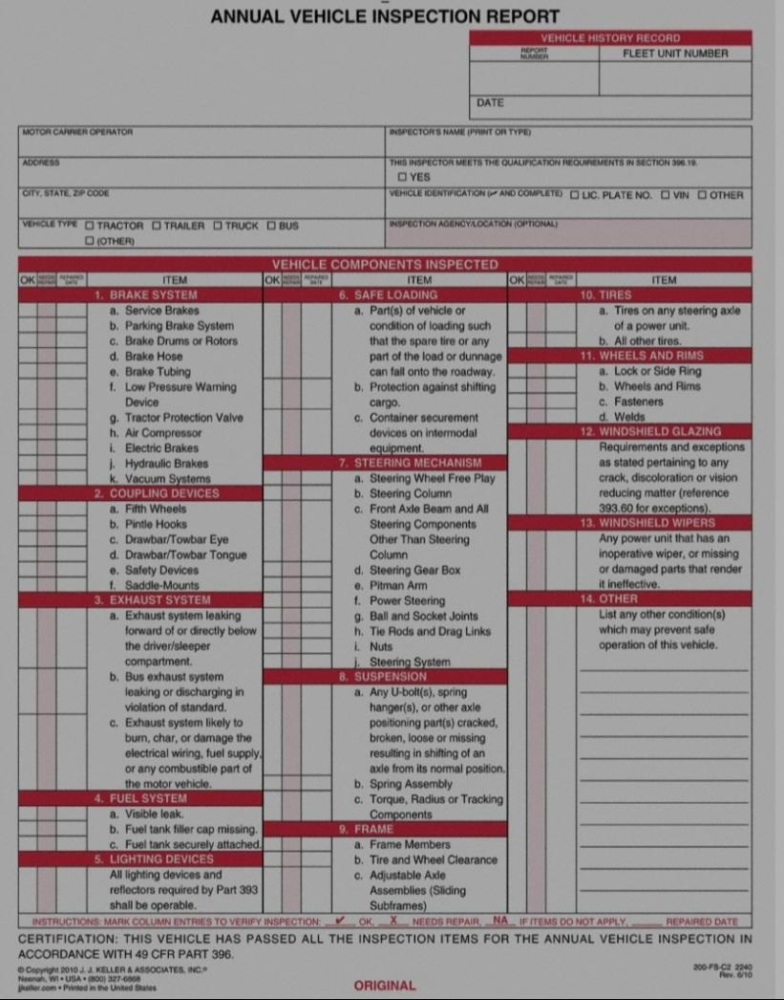 ANNUAL VEHICLE INSPECTION REPORT
VEHICLE HISTORY RECORD
REPORT NUMBER
FLEET UNIT NUMBER
DATE
MOTOR CARRIER OPERATOR
INSPECTOR'S NAME (PRINT OR TYPE)
ADDRESS
THIS INSPECTOR MEETS THE QUALIFICATION REQUIREMENTS IN SECTION 396.19.
☐ YES
CITY, STATE, ZIP CODE
VEHICLE IDENTIFICATION (✓ AND COMPLETE) ☐ LIC. PLATE NO. ☐ VIN ☐ OTHER
VEHICLE TYPE ☐ TRACTOR ☐ TRAILER ☐ TRUCK ☐ BUS
☐ (OTHER)
INSPECTION AGENCY/LOCATION (OPTIONAL)
VEHICLE COMPONENTS INSPECTED
OK NEEDS REPAIR REPAIRED DATE ITEM
1. BRAKE SYSTEM
a. Service Brakes
b. Parking Brake System
c. Brake Drums or Rotors
d. Brake Hose
e. Brake Tubing
f. Low Pressure Warning
Device
g. Tractor Protection Valve
h. Air Compressor
i. Electric Brakes
j. Hydraulic Brakes
k. Vacuum Systems
2. COUPLING DEVICES
a. Fifth Wheels
b. Pintle Hooks
c. Drawbar/Towbar Eye
d. Drawbar/Towbar Tongue
e. Safety Devices
f. Saddle-Mounts
3. EXHAUST SYSTEM
a. Exhaust system leaking
forward of or directly below
the driver/sleeper
compartment.
b. Bus exhaust system
leaking or discharging in
violation of standard.
c. Exhaust system likely to
burn, char, or damage the
electrical wiring, fuel supply,
or any combustible part of
the motor vehicle.
4. FUEL SYSTEM
a. Visible leak.
b. Fuel tank filler cap missing.
c. Fuel tank securely attached.
5. LIGHTING DEVICES
All lighting devices and
reflectors required by Part 393
shall be operable.
OK NEEDS REPAIR REPAIRED DATE ITEM
6. SAFE LOADING
a. Part(s) of vehicle or
condition of loading such
that the spare tire or any
part of the load or dunnage
can fall onto the roadway.
b. Protection against shifting
cargo.
c. Container securement
devices on intermodal
equipment.
7. STEERING MECHANISM
a. Steering Wheel Free Play
b. Steering Column
c. Front Axle Beam and All
Steering Components
Other Than Steering
Column
d. Steering Gear Box
e. Pitman Arm
f. Power Steering
g. Ball and Socket Joints
h. Tie Rods and Drag Links
i. Nuts
j. Steering System
8. SUSPENSION
a. Any U-bolt(s), spring
hanger(s), or other axle
positioning part(s) cracked,
broken, loose or missing
resulting in shifting of an
axle from its normal position.
b. Spring Assembly
c. Torque, Radius or Tracking
Components
9. FRAME
a. Frame Members
b. Tire and Wheel Clearance
c. Adjustable Axle
Assemblies (Sliding
Subframes)
OK NEEDS REPAIR REPAIRED DATE ITEM
10. TIRES
a. Tires on any steering axle
of a power unit.
b. All other tires.
11. WHEELS AND RIMS
a. Lock or Side Ring
b. Wheels and Rims
c. Fasteners
d. Welds
12. WINDSHIELD GLAZING
Requirements and exceptions
as stated pertaining to any
crack, discoloration or vision
reducing matter (reference
393.60 for exceptions).
13. WINDSHIELD WIPERS
Any power unit that has an
inoperative wiper, or missing
or damaged parts that render
it ineffective.
14. OTHER
List any other condition(s)
which may prevent safe
operation of this vehicle.
INSTRUCTIONS: MARK COLUMN ENTRIES TO VERIFY INSPECTION: ✓ OK, X NEEDS REPAIR, NA IF ITEMS DO NOT APPLY, ____ REPAIRED DATE
CERTIFICATION: THIS VEHICLE HAS PASSED ALL THE INSPECTION ITEMS FOR THE ANNUAL VEHICLE INSPECTION IN
ACCORDANCE WITH 49 CFR PART 396.
© Copyright 2010 J. J. KELLER & ASSOCIATES, INC.®
Neenah, WI • USA • (800) 327-6868
jjkeller.com • Printed in the United States
ORIGINAL
200-FS-C2 2240
Rev. 6/10